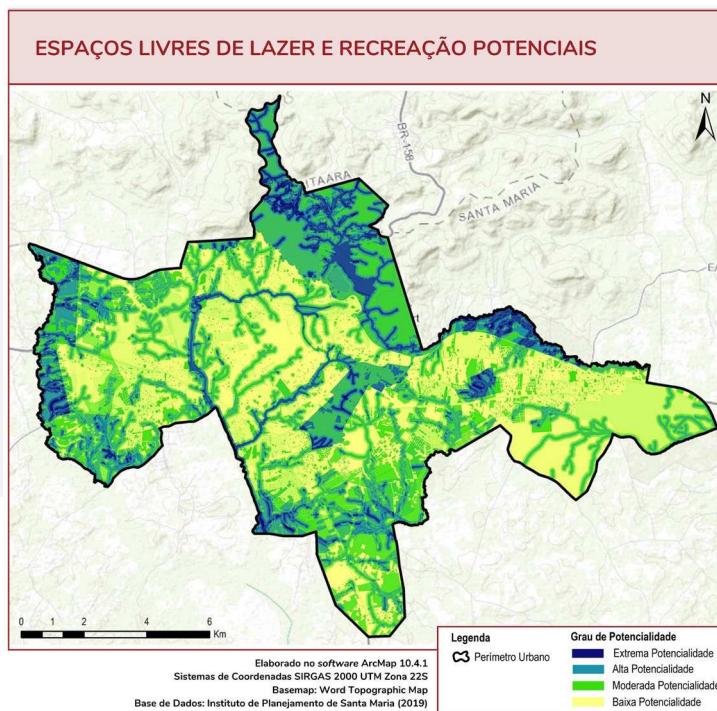 ESPAÇOS LIVRES DE LAZER E RECREAÇÃO POTENCIAIS
N
BR-158
ITAARA
SANTA MARIA
0 1 2 4 6
Km
Elaborado no software ArcMap 10.4.1
Sistemas de Coordenadas SIRGAS 2000 UTM Zona 22S
Basemap: Word Topographic Map
Base de Dados: Instituto de Planejamento de Santa Maria (2019)
Legenda
Perímetro Urbano
Grau de Potencialidade
Extrema Potencialidade
Alta Potencialidade
Moderada Potencialidade
Baixa Potencialidade